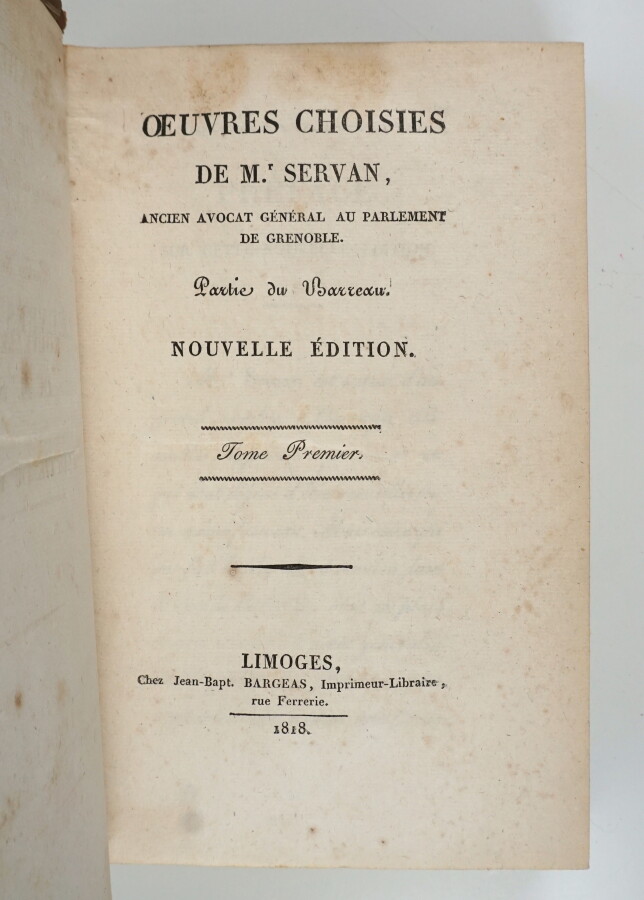 ŒUVRES CHOISIES
DE M.r SERVAN,
ANCIEN AVOCAT GÉNÉRAL AU PARLEMENT
DE GRENOBLE.
Partie du Barreau.
NOUVELLE ÉDITION.
Tome Premier.
LIMOGES,
Chez Jean-Bapt. BARGEAS, Imprimeur-Libraire,
rue Ferrerie.
1818.